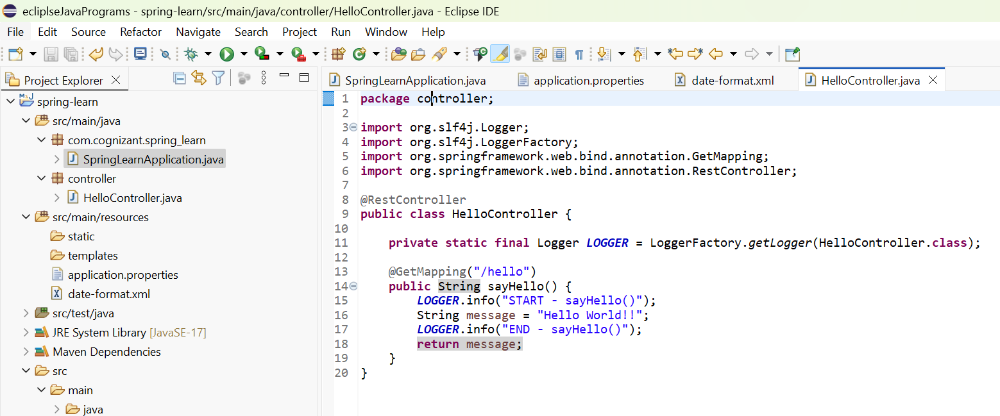 ecliplseJavaPrograms - spring-learn/src/main/java/controller/HelloController.java - Eclipse IDE
File Edit Source Refactor Navigate Search Project Run Window Help
Project Explorer
spring-learn
src/main/java
com.cognizant.spring_learn
SpringLearnApplication.java
controller
HelloController.java
src/main/resources
static
templates
application.properties
date-format.xml
src/test/java
JRE System Library [JavaSE-17]
Maven Dependencies
src
main
java
SpringLearnApplication.java application.properties date-format.xml HelloController.java
1 package controller;
2
3 import org.slf4j.Logger;
4 import org.slf4j.LoggerFactory;
5 import org.springframework.web.bind.annotation.GetMapping;
6 import org.springframework.web.bind.annotation.RestController;
7
8 @RestController
9 public class HelloController {
10
11     private static final Logger LOGGER = LoggerFactory.getLogger(HelloController.class);
12
13     @GetMapping("/hello")
14     public String sayHello() {
15         LOGGER.info("START - sayHello()");
16         String message = "Hello World!!";
17         LOGGER.info("END - sayHello()");
18         return message;
19     }
20 }